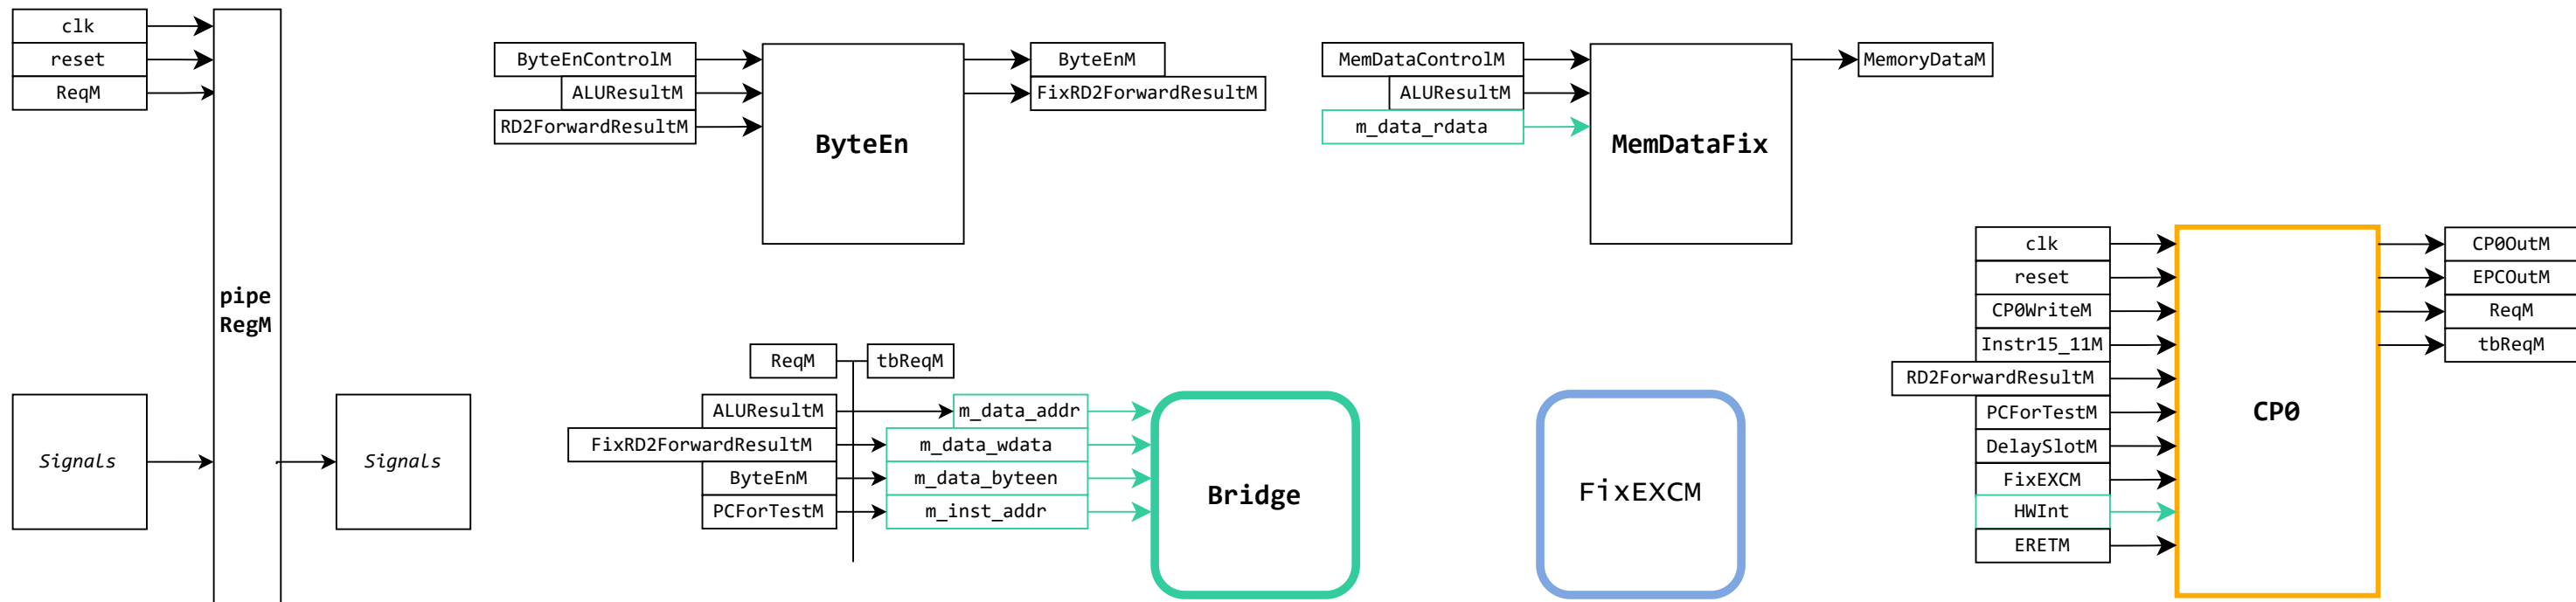 clk
reset
ReqM
pipe
RegM
Signals
Signals
ByteEnControlM
ALUResultM
RD2ForwardResultM
ByteEn
ByteEnM
FixRD2ForwardResultM
MemDataControlM
ALUResultM
m_data_rdata
MemDataFix
MemoryDataM
ReqM
tbReqM
ALUResultM
m_data_addr
FixRD2ForwardResultM
m_data_wdata
ByteEnM
m_data_byteen
PCForTestM
m_inst_addr
Bridge
FixEXCM
clk
reset
CP0WriteM
Instr15_11M
RD2ForwardResultM
PCForTestM
DelaySlotM
FixEXCM
HWInt
ERETM
CP0
CP0OutM
EPCOutM
ReqM
tbReqM